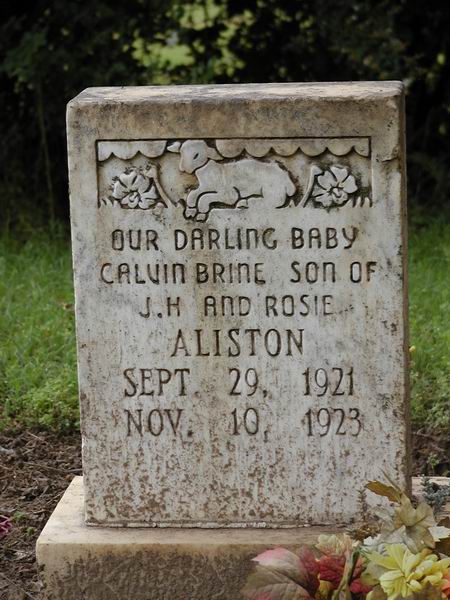 OUR DARLING BABY
CALVIN BRINE SON OF
J.H AND ROSIE
ALISTON
SEPT. 29, 1921
NOV. 10, 1923